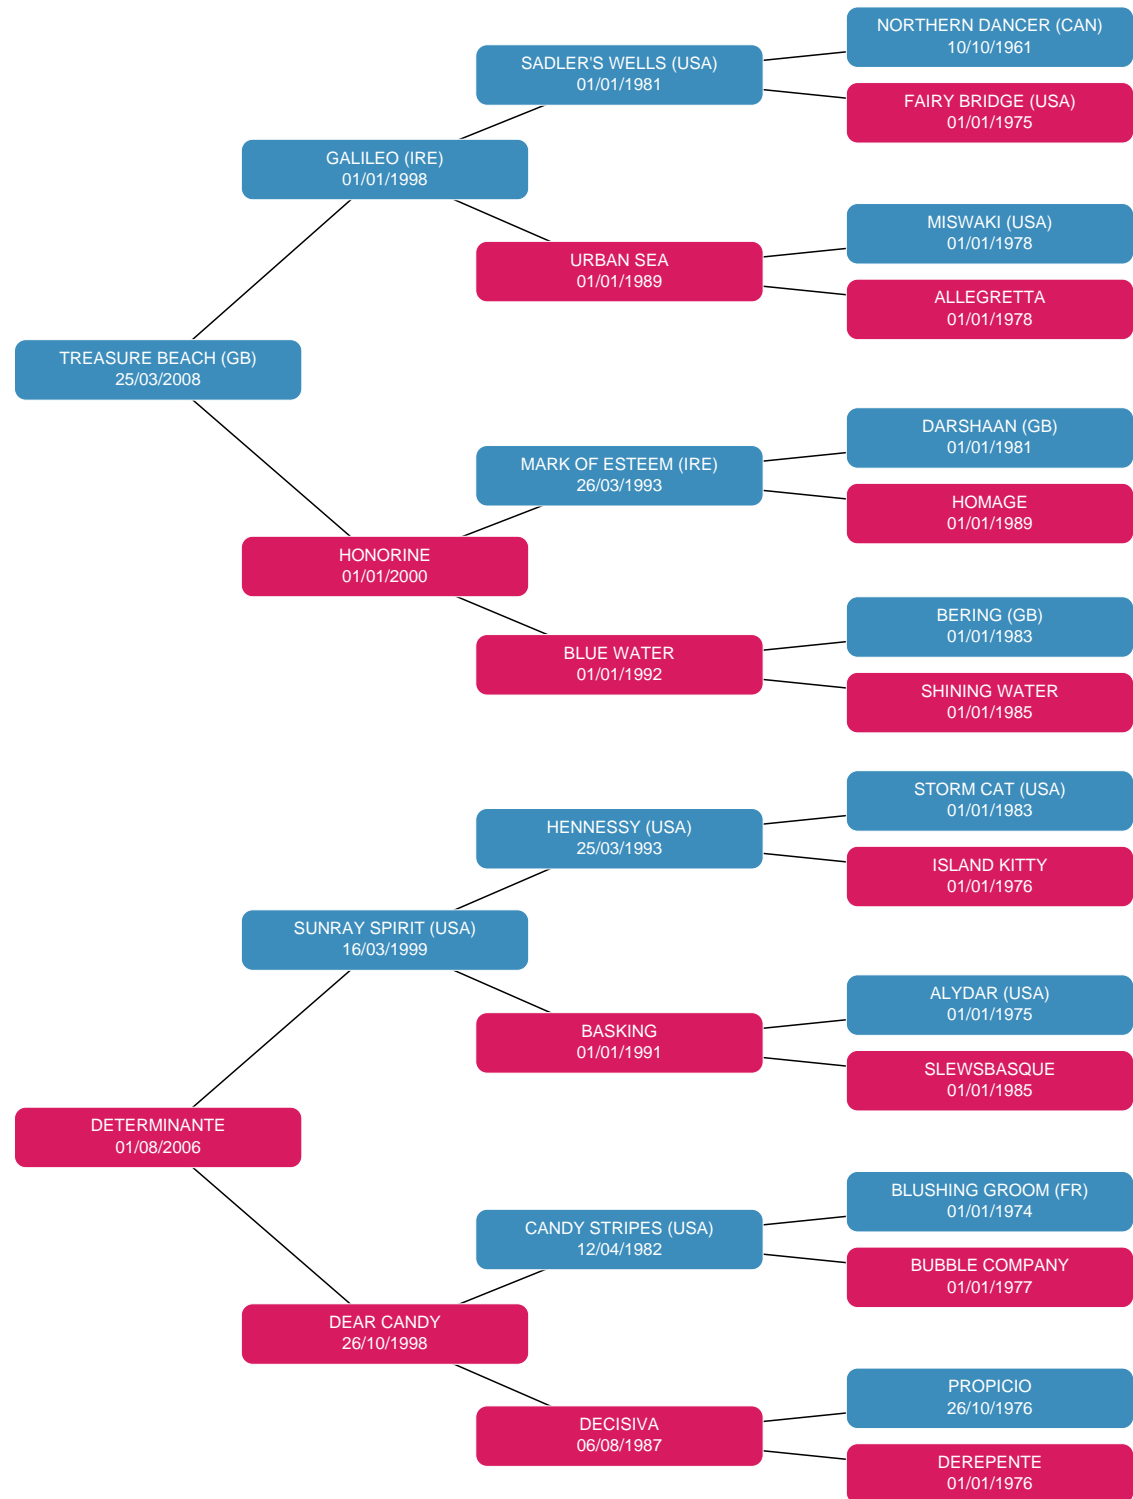 NORTHERN DANCER (CAN)
10/10/1961
SADLER'S WELLS (USA)
01/01/1981
FAIRY BRIDGE (USA)
01/01/1975
GALILEO (IRE)
01/01/1998
MISWAKI (USA)
01/01/1978
URBAN SEA
01/01/1989
ALLEGRETTA
01/01/1978
TREASURE BEACH (GB)
25/03/2008
DARSHAAN (GB)
01/01/1981
MARK OF ESTEEM (IRE)
26/03/1993
HOMAGE
01/01/1989
HONORINE
01/01/2000
BERING (GB)
01/01/1983
BLUE WATER
01/01/1992
SHINING WATER
01/01/1985
STORM CAT (USA)
01/01/1983
HENNESSY (USA)
25/03/1993
ISLAND KITTY
01/01/1976
SUNRAY SPIRIT (USA)
16/03/1999
ALYDAR (USA)
01/01/1975
BASKING
01/01/1991
SLEWSBASQUE
01/01/1985
DETERMINANTE
01/08/2006
BLUSHING GROOM (FR)
01/01/1974
CANDY STRIPES (USA)
12/04/1982
BUBBLE COMPANY
01/01/1977
DEAR CANDY
26/10/1998
PROPICIO
26/10/1976
DECISIVA
06/08/1987
DEREPENTE
01/01/1976